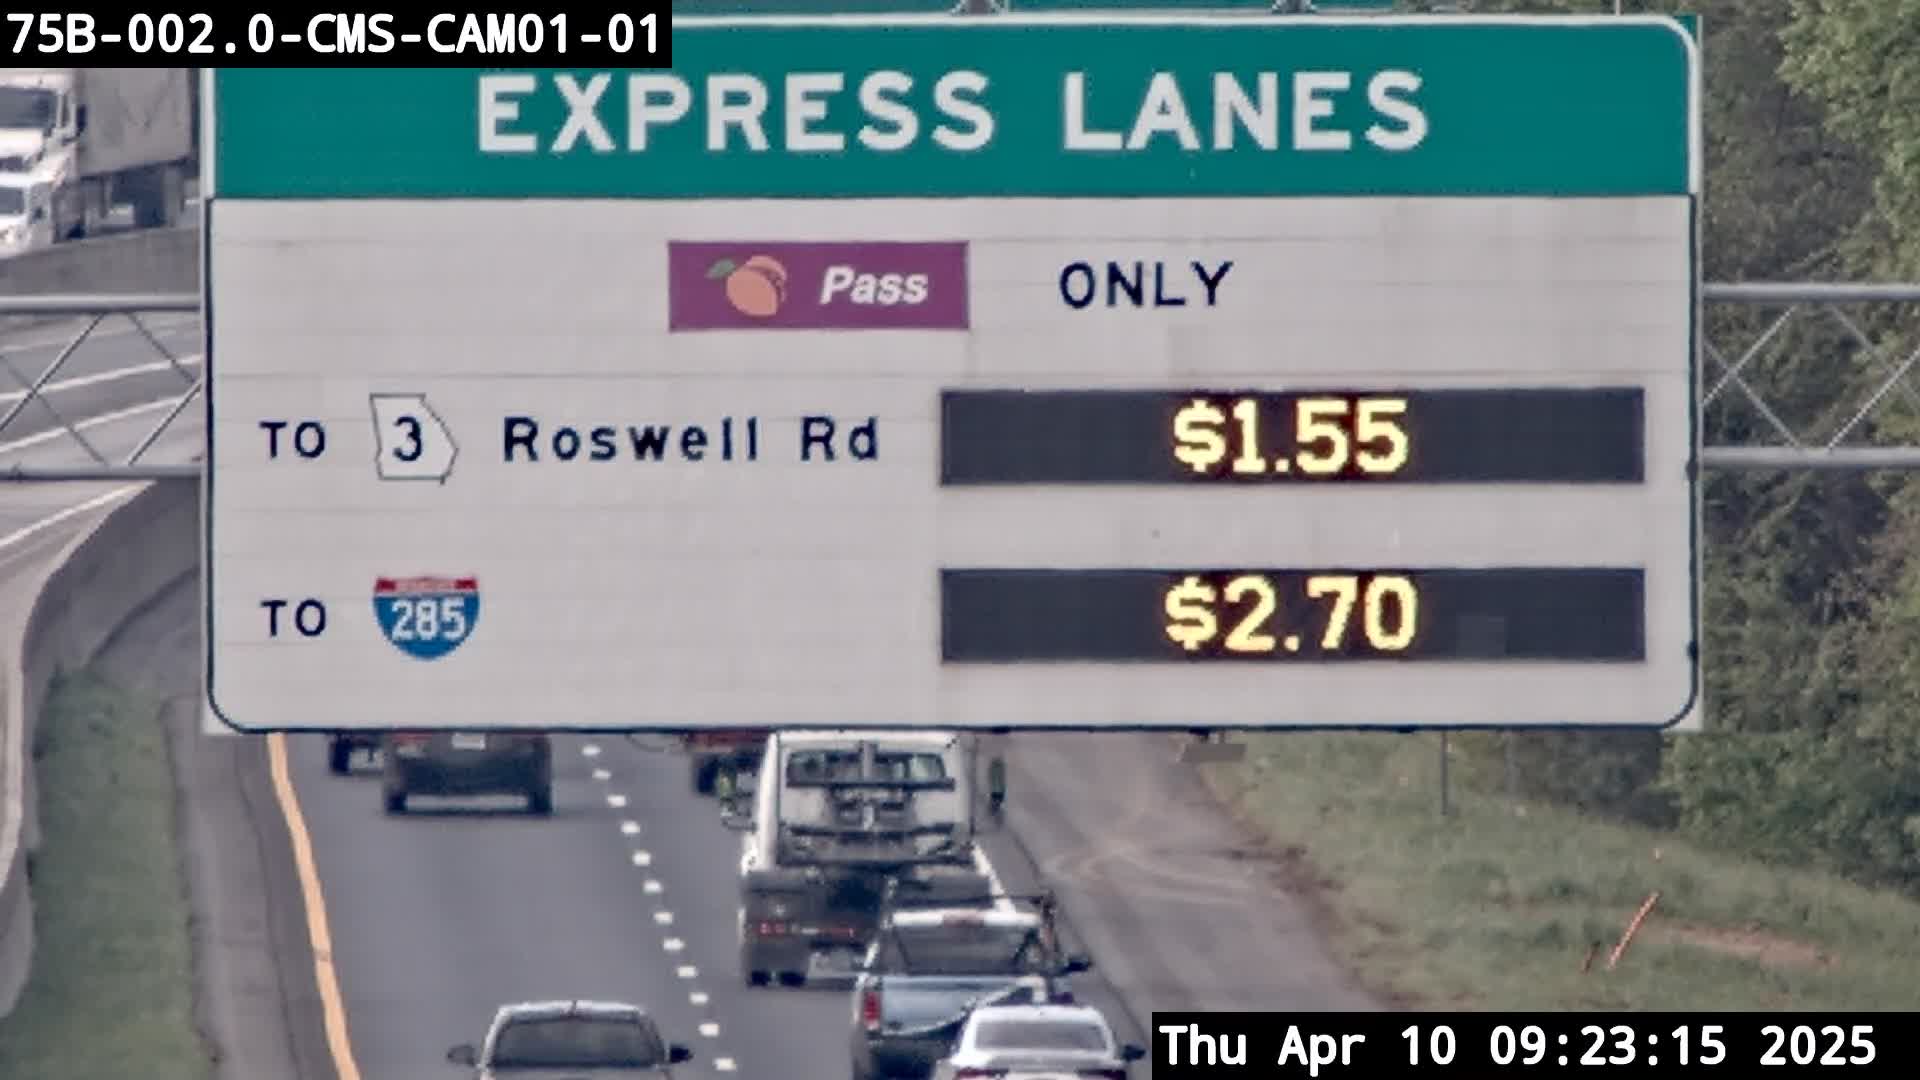 75B-002.0-CMS-CAM01-01
EXPRESS LANES
Pass ONLY
TO 3 Roswell Rd $1.55
TO 285 $2.70
Thu Apr 10 09:23:15 2025